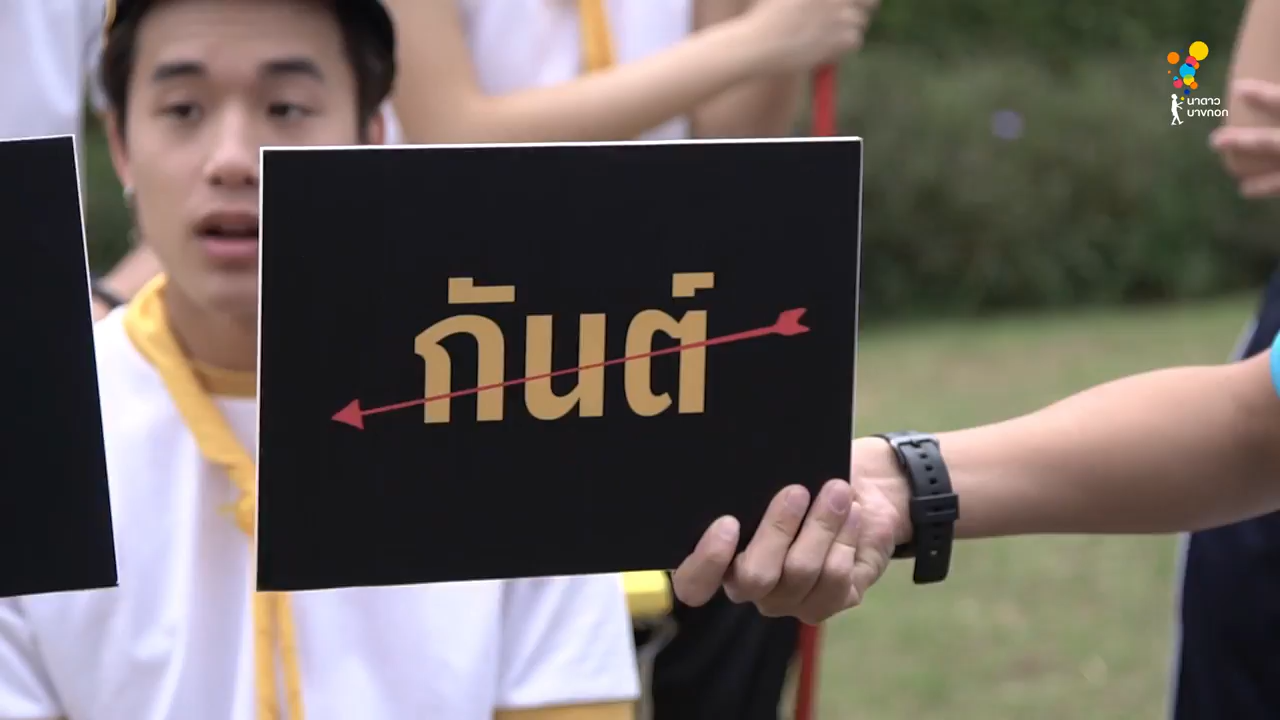 นาดาว
บางกอก
กันต์